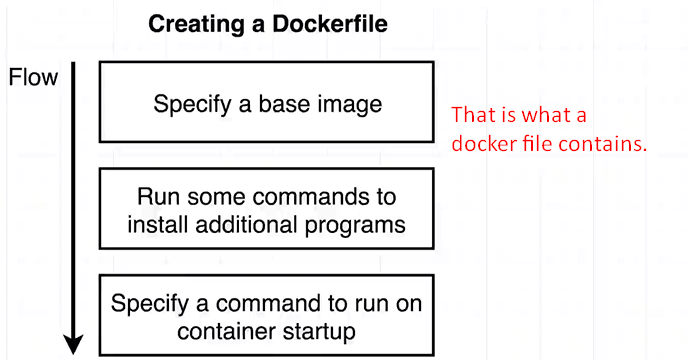 Creating a Dockerfile
Flow
Specify a base image
That is what a
docker file contains.
Run some commands to
install additional programs
Specify a command to run on
container startup